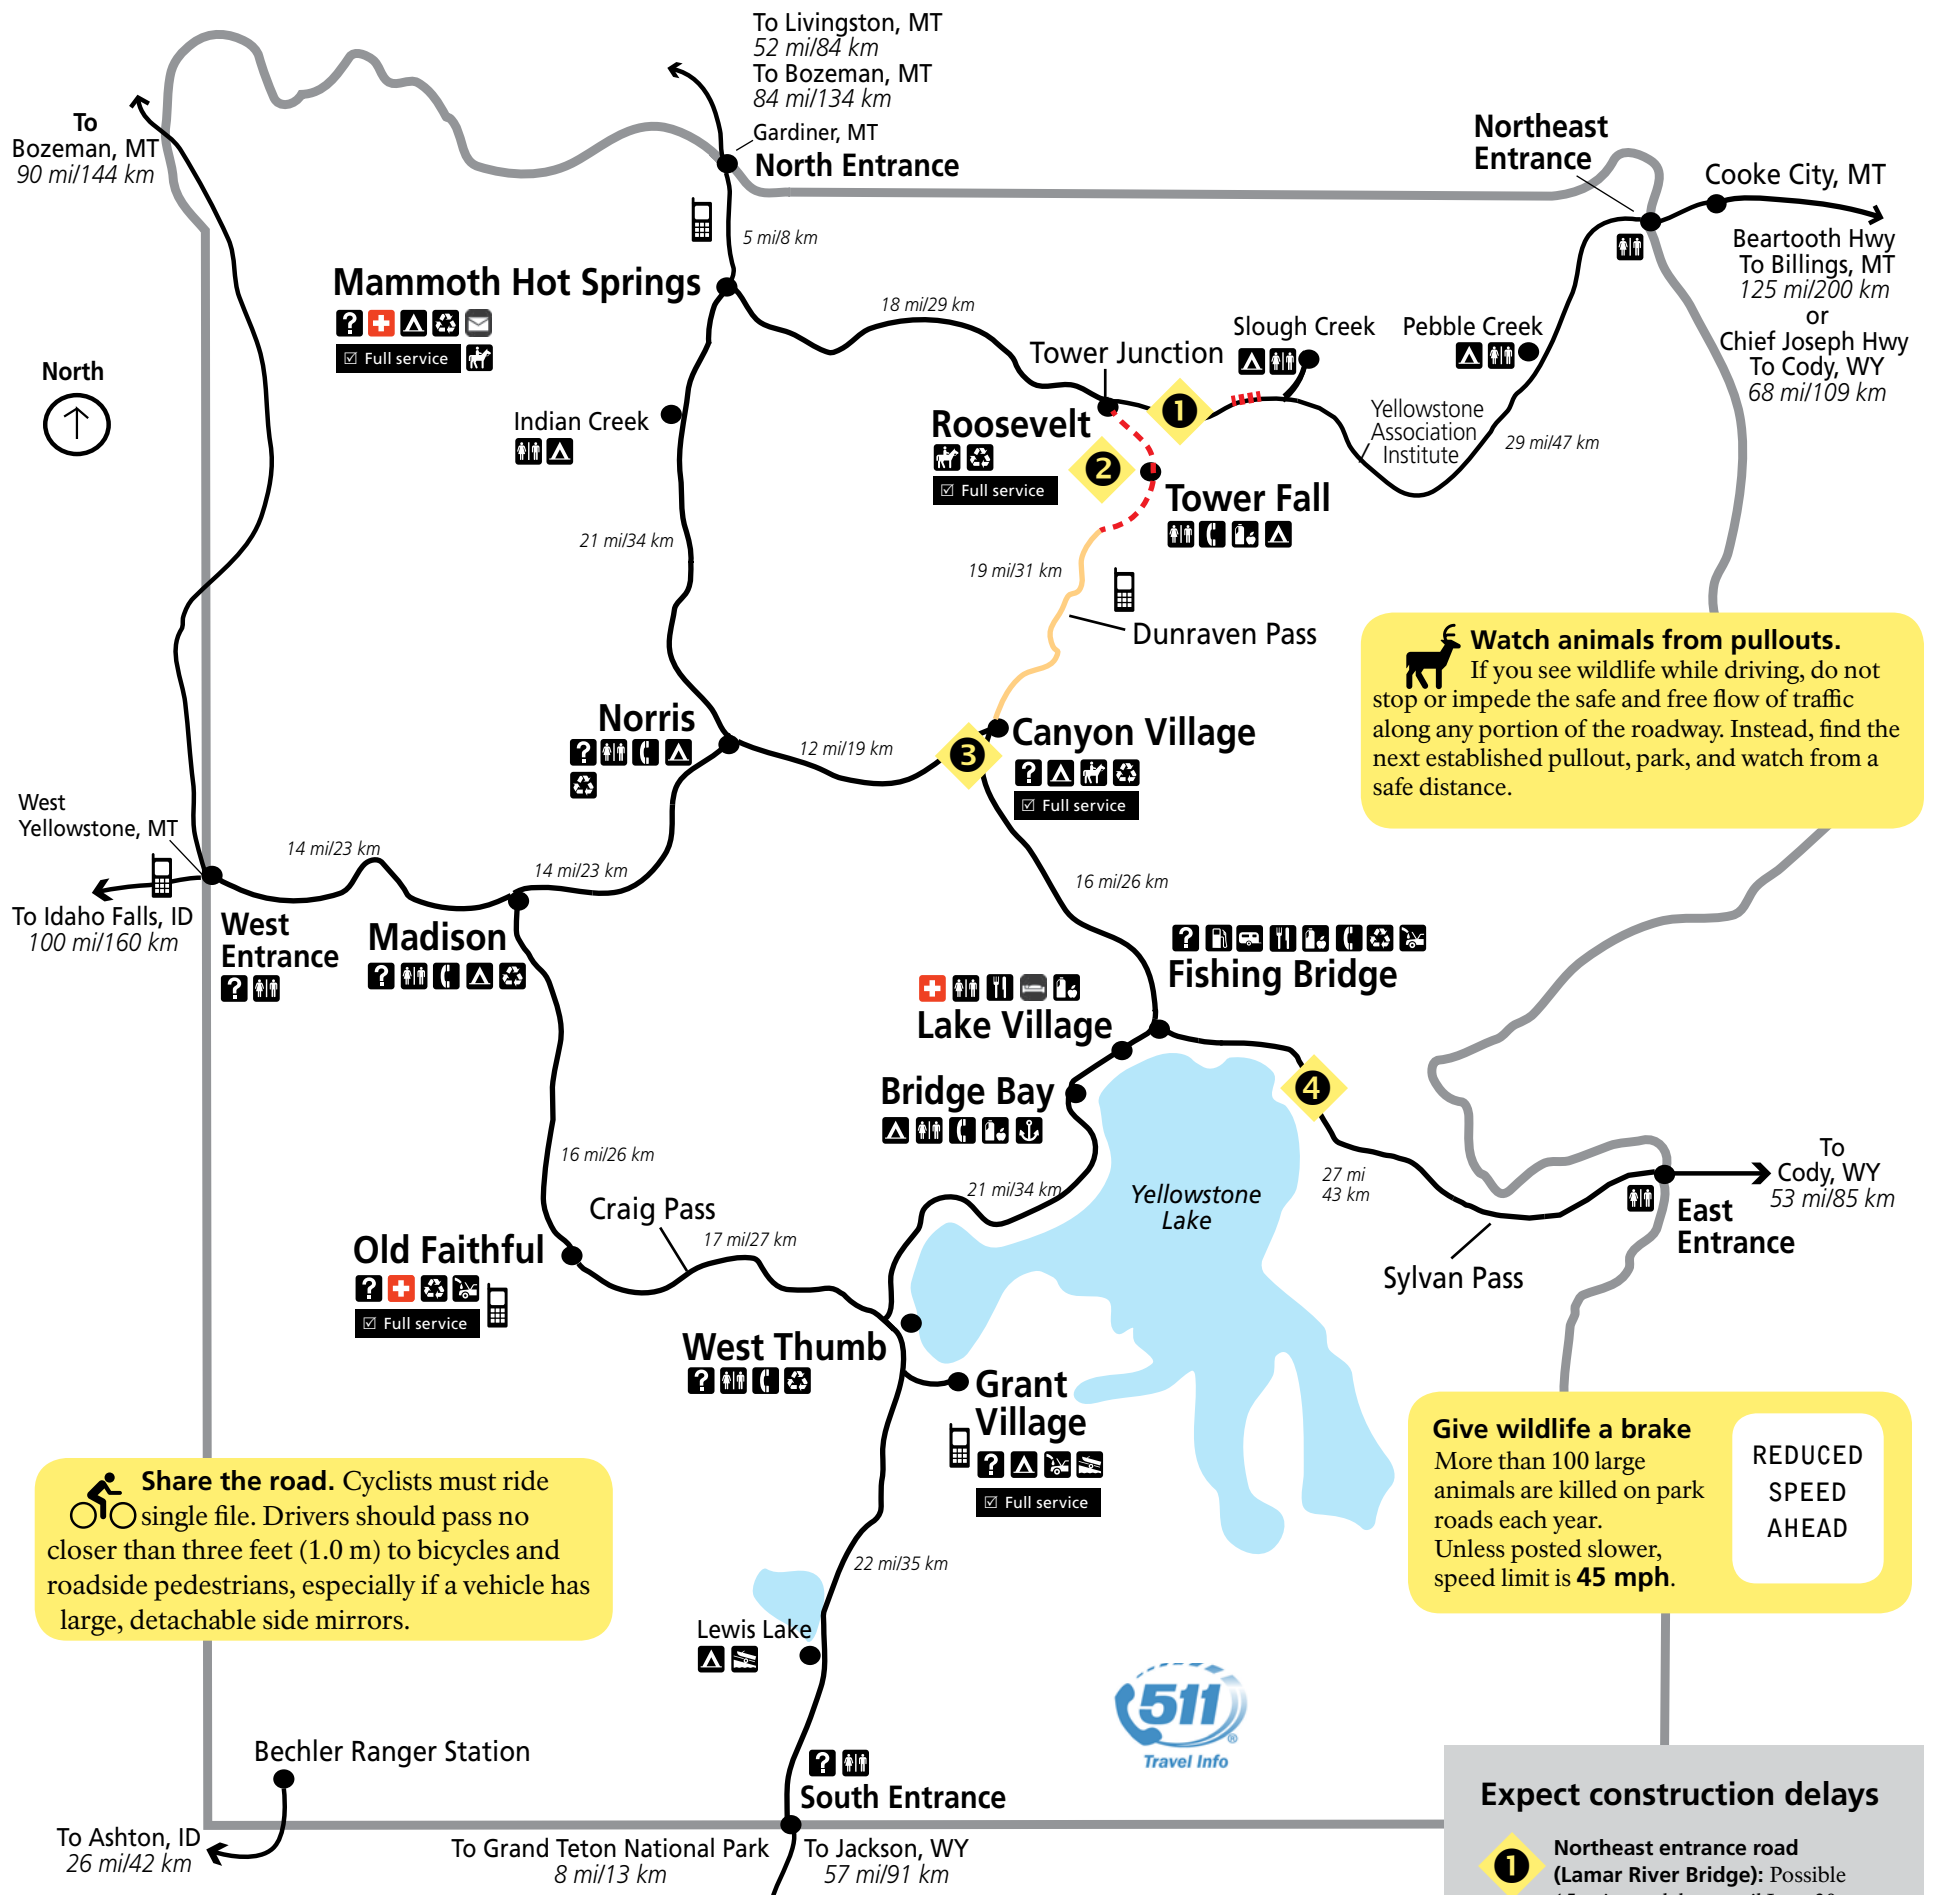 To Livingston, MT
52 mi/84 km
To Bozeman, MT
84 mi/134 km
Gardiner, MT
North Entrance
To
Bozeman, MT
90 mi/144 km
Northeast
Entrance
Cooke City, MT
Beartooth Hwy
To Billings, MT
125 mi/200 km
or
Chief Joseph Hwy
To Cody, WY
68 mi/109 km
5 mi/8 km
Mammoth Hot Springs
?
☑ Full service
18 mi/29 km
Tower Junction
Slough Creek
Pebble Creek
North
Indian Creek
Roosevelt
☑ Full service
1
2
Yellowstone
Association
Institute
29 mi/47 km
Tower Fall
21 mi/34 km
19 mi/31 km
Dunraven Pass
Watch animals from pullouts.
If you see wildlife while driving, do not
stop or impede the safe and free flow of traffic
along any portion of the roadway. Instead, find the
next established pullout, park, and watch from a
safe distance.
Norris
?
12 mi/19 km
3
Canyon Village
?
☑ Full service
West
Yellowstone, MT
14 mi/23 km
14 mi/23 km
16 mi/26 km
To Idaho Falls, ID
100 mi/160 km
West
Entrance
?
Madison
?
?
Fishing Bridge
Lake Village
Bridge Bay
4
16 mi/26 km
21 mi/34 km
Yellowstone
Lake
27 mi
43 km
To
Cody, WY
53 mi/85 km
East
Entrance
Sylvan Pass
Craig Pass
17 mi/27 km
Old Faithful
?
☑ Full service
West Thumb
?
Grant
Village
?
☑ Full service
Give wildlife a brake
More than 100 large
animals are killed on park
roads each year.
Unless posted slower,
speed limit is 45 mph.
REDUCED
SPEED
AHEAD
Share the road. Cyclists must ride
single file. Drivers should pass no
closer than three feet (1.0 m) to bicycles and
roadside pedestrians, especially if a vehicle has
large, detachable side mirrors.
22 mi/35 km
Lewis Lake
511
®
Travel Info
Bechler Ranger Station
?
South Entrance
To Ashton, ID
26 mi/42 km
To Grand Teton National Park
8 mi/13 km
To Jackson, WY
57 mi/91 km
Expect construction delays
1
Northeast entrance road
(Lamar River Bridge): Possible